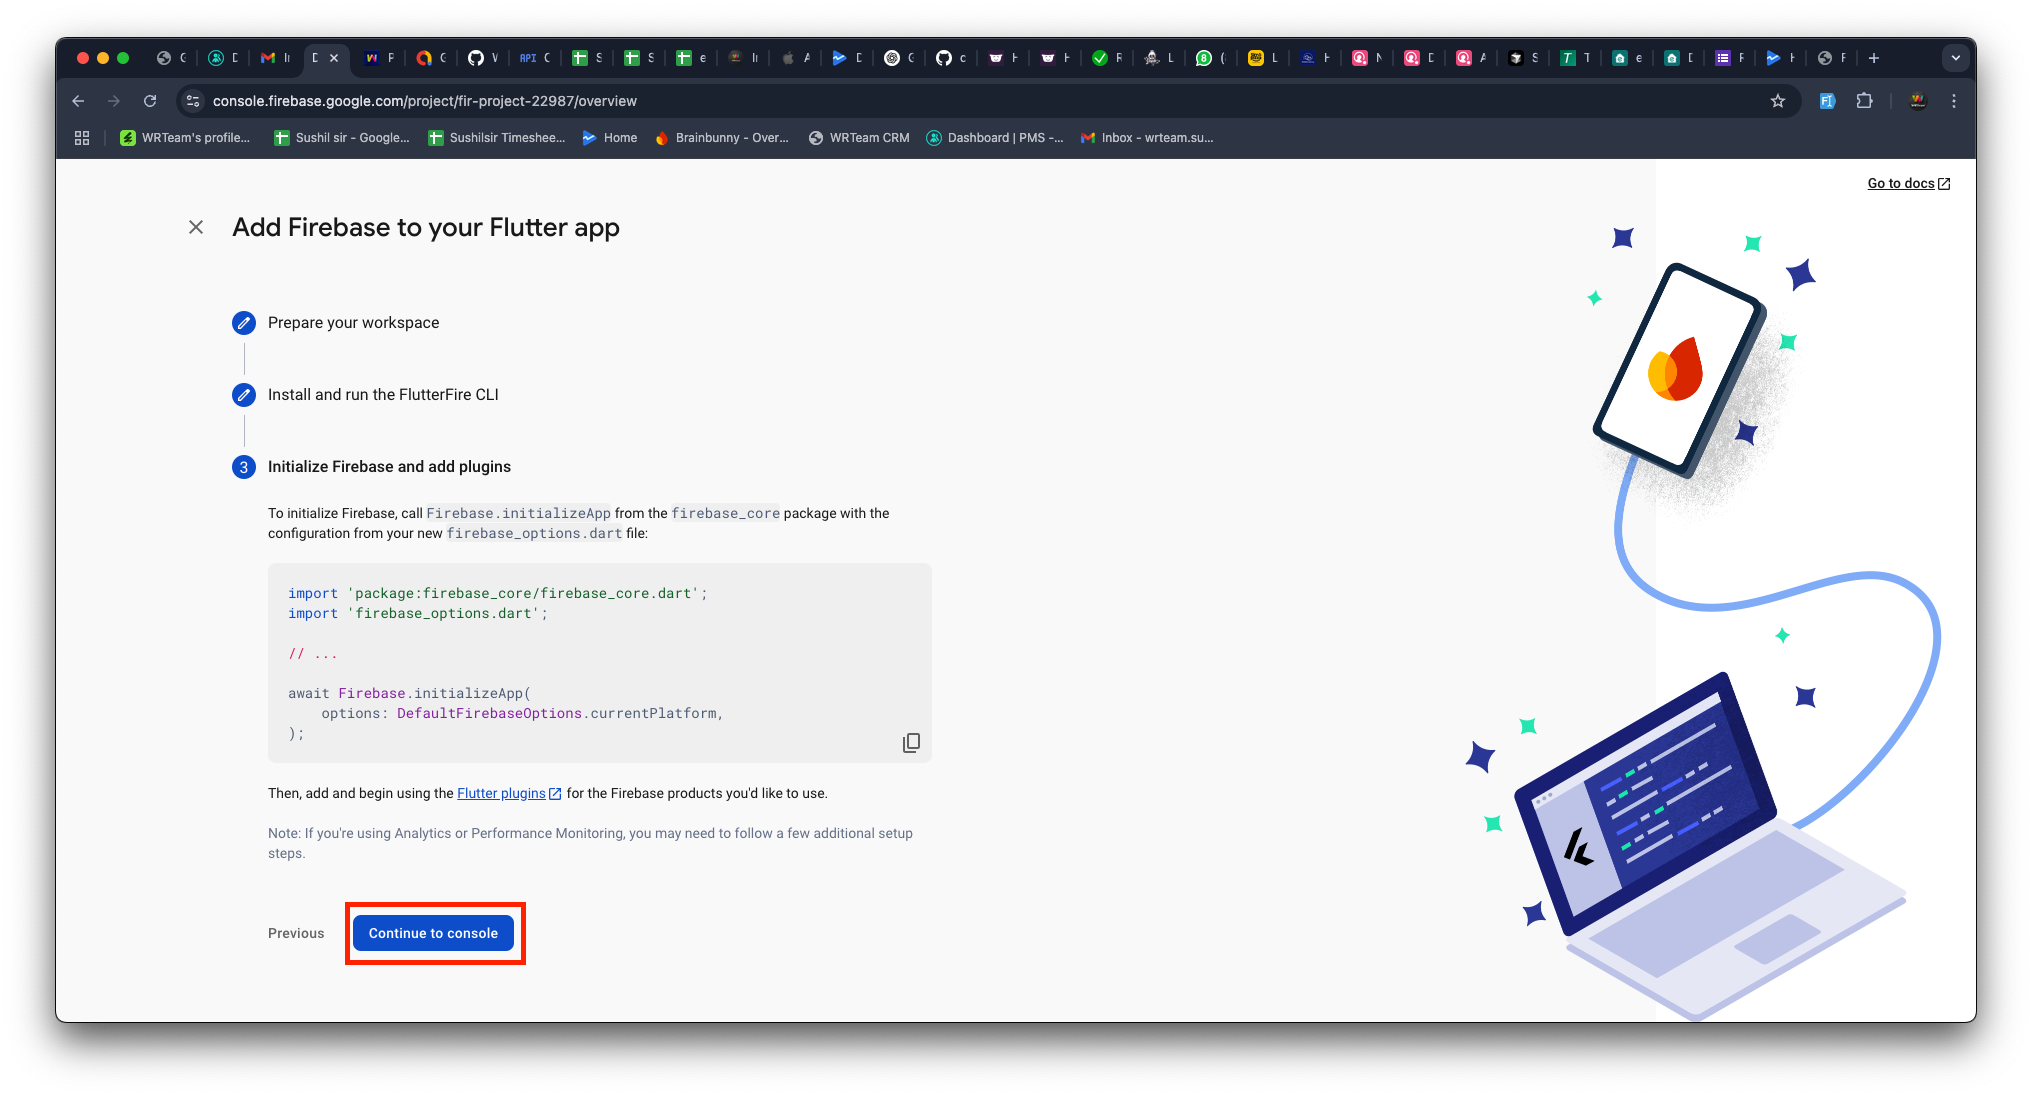 console.firebase.google.com/project/fir-project-22987/overview
WRTeam's profile...
Sushil sir - Google...
Sushilsir Timeshee...
Home
Brainbunny - Over...
WRTeam CRM
Dashboard | PMS -...
Inbox - wrteam.su...
Go to docs
Add Firebase to your Flutter app
Prepare your workspace
Install and run the FlutterFire CLI
3 Initialize Firebase and add plugins
To initialize Firebase, call Firebase.initializeApp from the firebase_core package with the
configuration from your new firebase_options.dart file:
import 'package:firebase_core/firebase_core.dart';
import 'firebase_options.dart';
// ...
await Firebase.initializeApp(
options: DefaultFirebaseOptions.currentPlatform,
);
Then, add and begin using the Flutter plugins for the Firebase products you'd like to use.
Note: If you're using Analytics or Performance Monitoring, you may need to follow a few additional setup
steps.
Previous
Continue to console